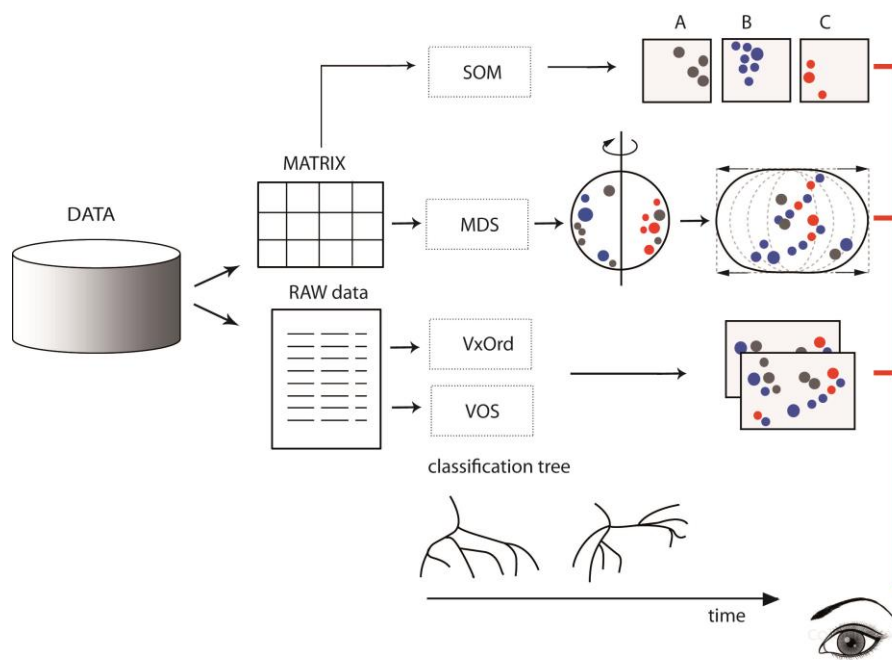 A
B
C
SOM
MATRIX
DATA
MDS
RAW data
VxOrd
VOS
classification tree
time